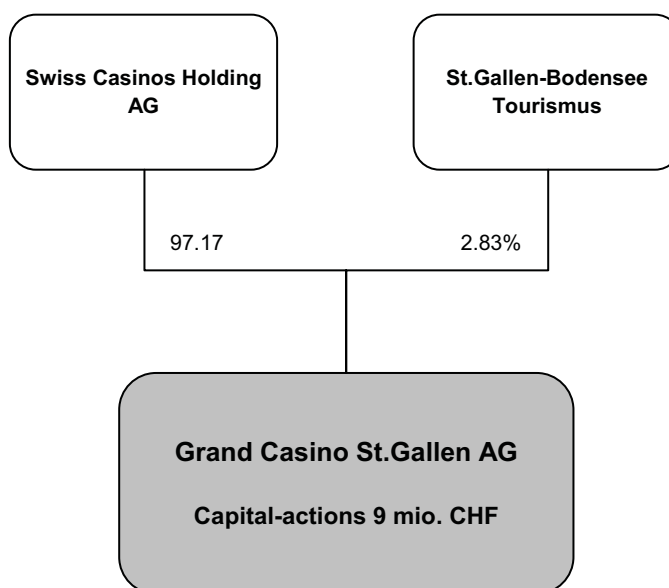 Swiss Casinos Holding
AG
St.Gallen-Bodensee
Tourismus
97.17
2.83%
Grand Casino St.Gallen AG
Capital-actions 9 mio. CHF